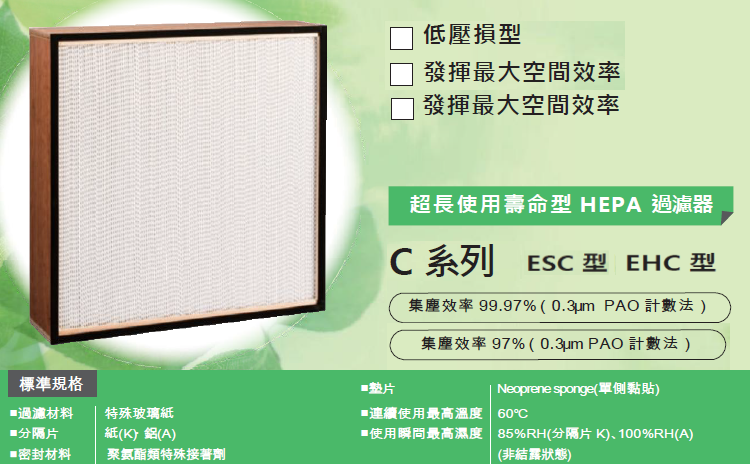 低壓損型
發揮最大空間效率
發揮最大空間效率
超長使用壽命型 HEPA 過濾器
C 系列 ESC 型 EHC 型
集塵效率 99.97% ( 0.3μm PAO 計數法 )
集塵效率 97% ( 0.3μm PAO 計數法 )
標準規格
■過濾材料 特殊玻璃紙
■分隔片 紙(K)· 鋁(A)
■密封材料 聚氨酯類特殊接著劑
■墊片 Neoprene sponge(單側黏貼)
■連續使用最高溫度 60℃
■使用瞬間最高濕度 85%RH(分隔片 K)、100%RH(A)
(非結露狀態)